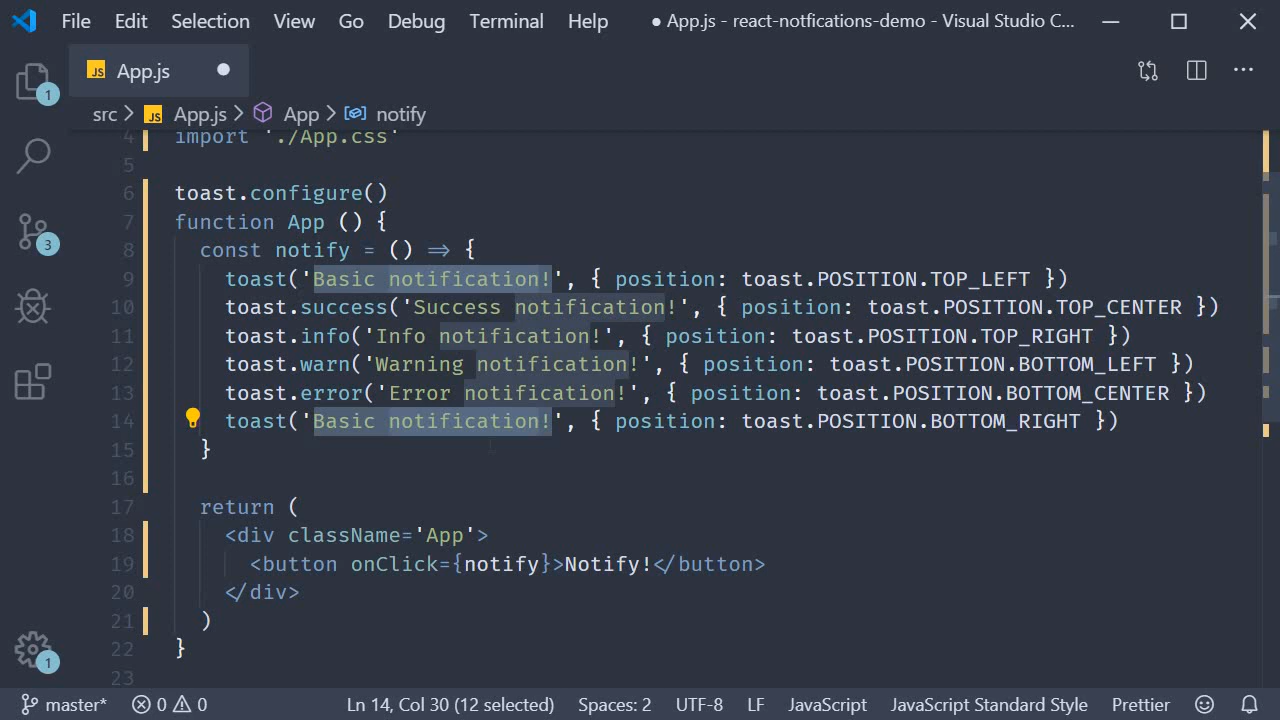 File Edit Selection View Go Debug Terminal Help ● App.js - react-notfications-demo - Visual Studio C...
JS App.js
src > JS App.js > App > notify
1
3
1
4 import './App.css'
5
6 toast.configure()
7 function App () {
8 const notify = () => {
9 toast('Basic notification!', { position: toast.POSITION.TOP_LEFT })
10 toast.success('Success notification!', { position: toast.POSITION.TOP_CENTER })
11 toast.info('Info notification!', { position: toast.POSITION.TOP_RIGHT })
12 toast.warn('Warning notification!', { position: toast.POSITION.BOTTOM_LEFT })
13 toast.error('Error notification!', { position: toast.POSITION.BOTTOM_CENTER })
14 toast('Basic notification!', { position: toast.POSITION.BOTTOM_RIGHT })
15 }
16
17 return (
18 <div className='App'>
19 <button onClick={notify}>Notify!</button>
20 </div>
21 )
22 }
23
master* 0 0 Ln 14, Col 30 (12 selected) Spaces: 2 UTF-8 LF JavaScript JavaScript Standard Style Prettier